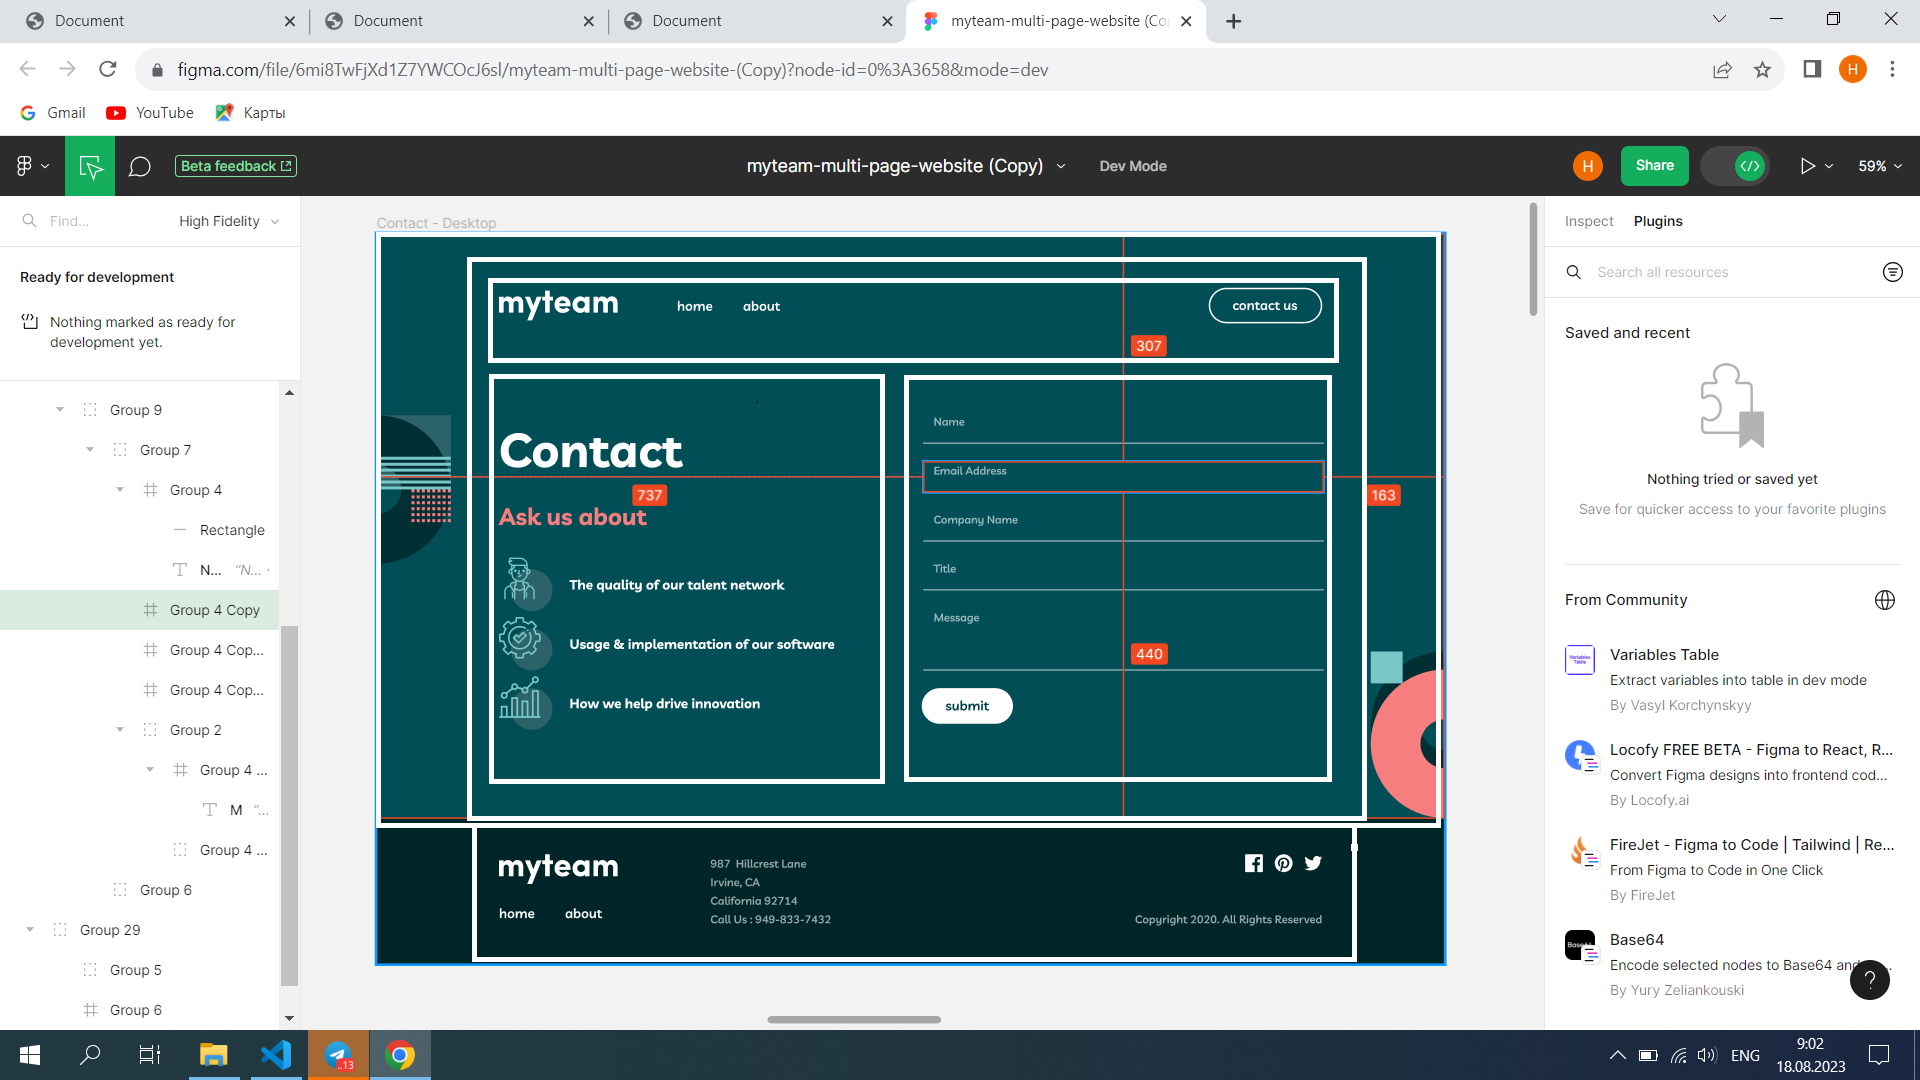 Document
Document
Document
myteam-multi-page-website (Cop
figma.com/file/6mi8TwFjXd1Z7YWCOcJ6sl/myteam-multi-page-website-(Copy)?node-id=0%3A3658&mode=dev
H
Gmail
YouTube
Карты
Beta feedback
myteam-multi-page-website (Copy)
Dev Mode
H
Share
59%
Find...
High Fidelity
Ready for development
Nothing marked as ready for
development yet.
Group 9
Group 7
Group 4
Rectangle
N... “N...
Group 4 Copy
Group 4 Cop...
Group 4 Cop...
Group 2
Group 4 ...
M “...
Group 4 ...
Group 6
Group 29
Group 5
Group 6
Contact - Desktop
myteam
home
about
contact us
307
Contact
737
Ask us about
The quality of our talent network
Usage & implementation of our software
How we help drive innovation
Name
Email Address
163
Company Name
Title
Message
440
submit
myteam
home
about
987 Hillcrest Lane
Irvine, CA
California 92714
Call Us : 949-833-7432
Copyright 2020. All Rights Reserved
Inspect
Plugins
Search all resources
Saved and recent
Nothing tried or saved yet
Save for quicker access to your favorite plugins
From Community
Variables Table
Variables Table
Extract variables into table in dev mode
By Vasyl Korchynskyy
Locofy FREE BETA - Figma to React, R...
Convert Figma designs into frontend cod...
By Locofy.ai
FireJet - Figma to Code | Tailwind | Re...
From Figma to Code in One Click
By FireJet
Base64
Encode selected nodes to Base64 and
By Yury Zeliankouski
?
..13
ENG
9:02
18.08.2023